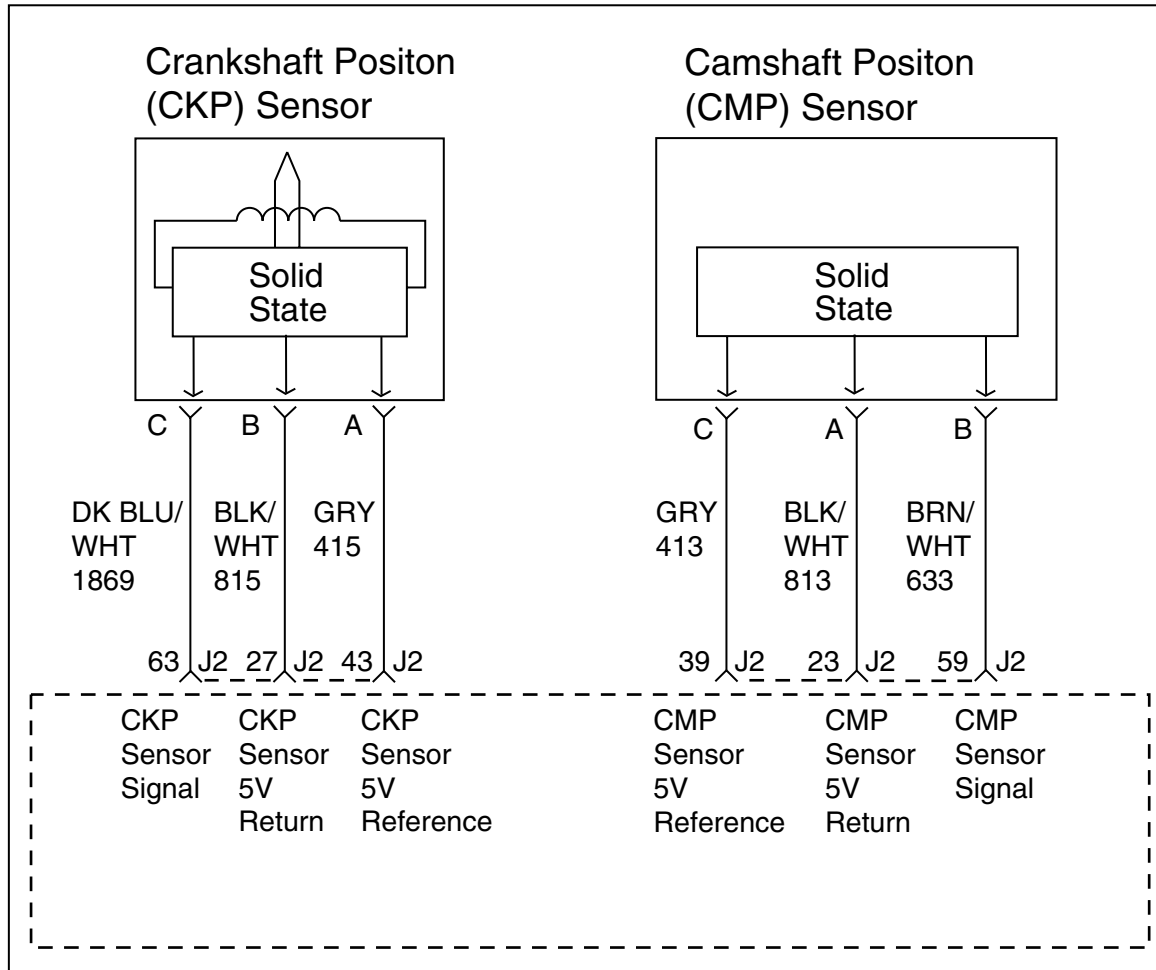 Crankshaft Positon
(CKP) Sensor
Solid
State
C
B
A
DK BLU/
WHT
1869
BLK/
WHT
815
GRY
415
63
J2
27
J2
43
J2
CKP
Sensor
Signal
CKP
Sensor
5V
Return
CKP
Sensor
5V
Reference
Camshaft Positon
(CMP) Sensor
Solid
State
C
A
B
GRY
413
BLK/
WHT
813
BRN/
WHT
633
39
J2
23
J2
59
J2
CMP
Sensor
5V
Reference
CMP
Sensor
5V
Return
CMP
Sensor
Signal